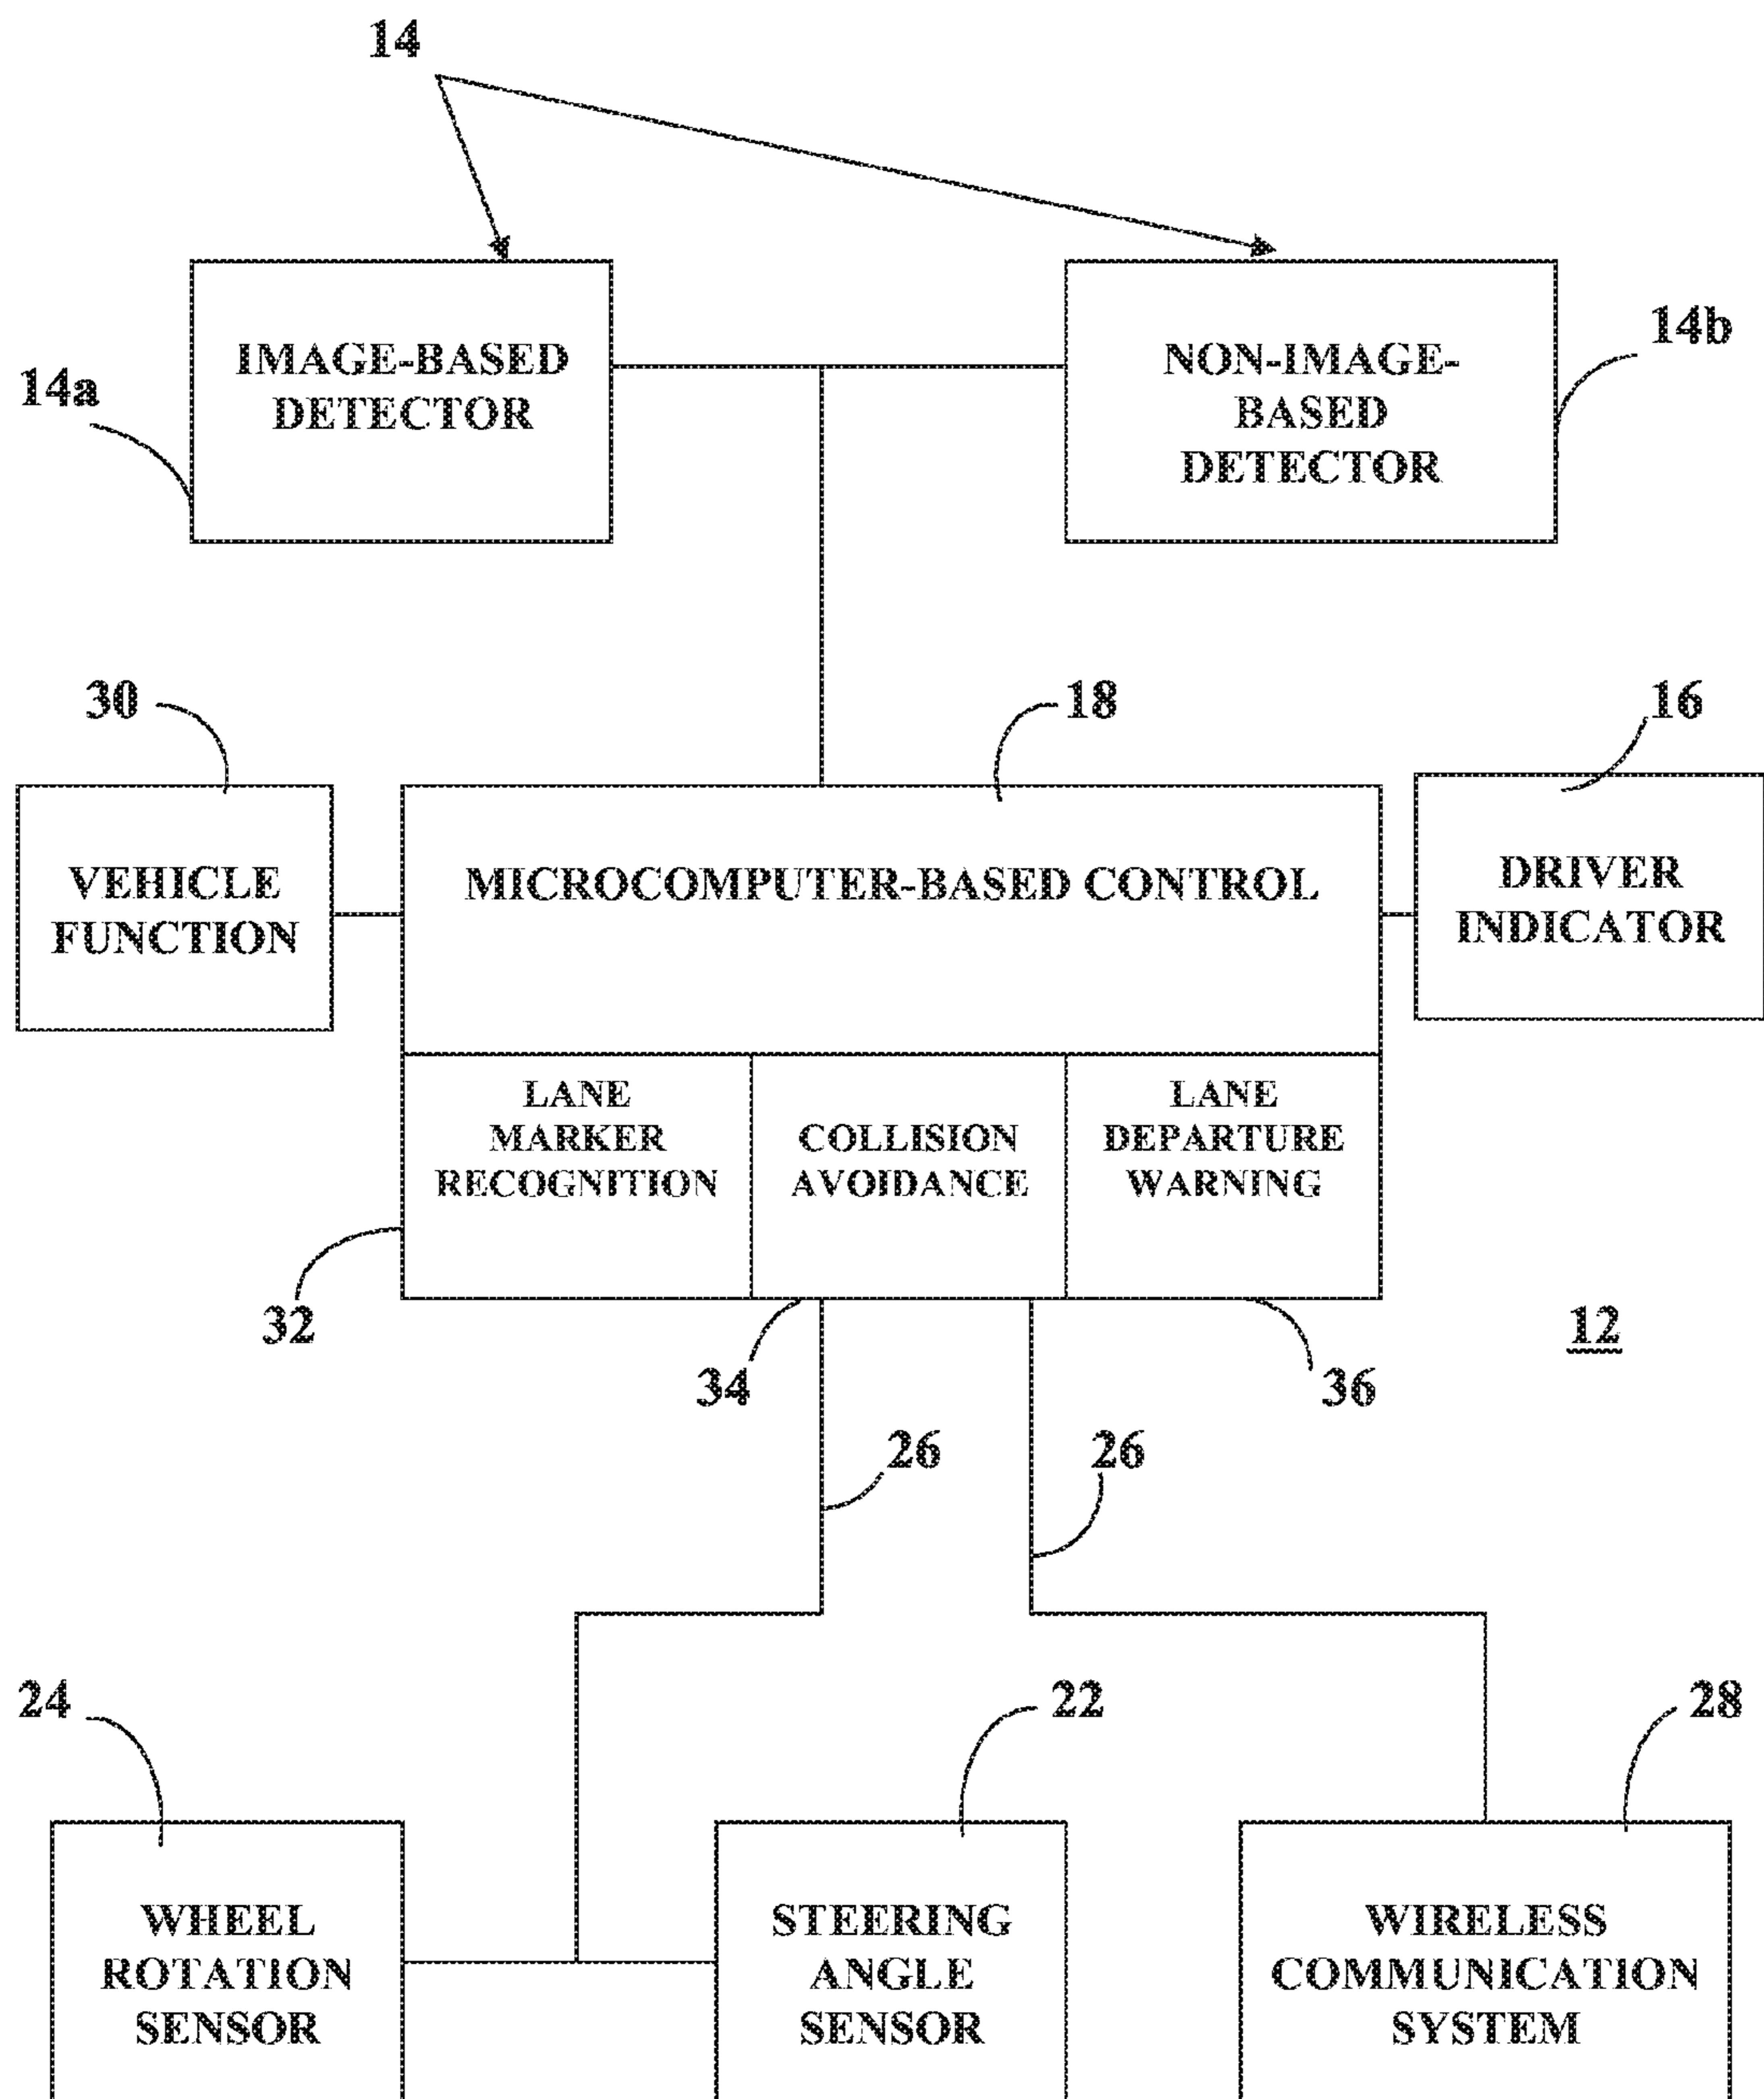 14
IMAGE-BASED
DETECTOR
14a
NON-IMAGE-
BASED
DETECTOR
14b
30
18
16
VEHICLE
FUNCTION
MICROCOMPUTER-BASED CONTROL
DRIVER
INDICATOR
LANE
MARKER
RECOGNITION
COLLISION
AVOIDANCE
LANE
DEPARTURE
WARNING
32
34
36
12
26
26
24
22
28
WHEEL
ROTATION
SENSOR
STEERING
ANGLE
SENSOR
WIRELESS
COMMUNICATION
SYSTEM